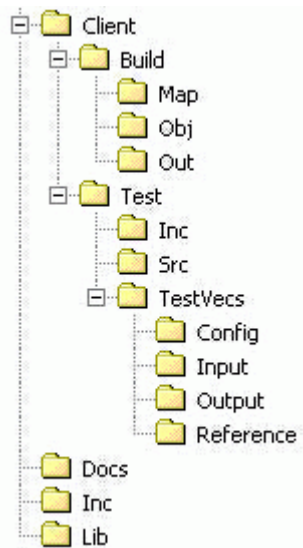 Client
Build
Map
Obj
Out
Test
Inc
Src
TestVecs
Config
Input
Output
Reference
Docs
Inc
Lib